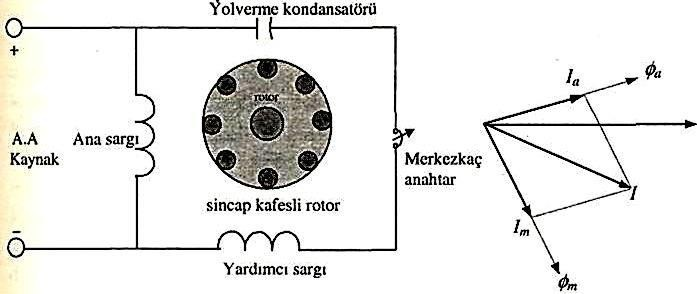 Yolverme kondansatörü
+
A.A
Kaynak
Ana sargı
rotor
Merkezkaç
anahtar
sincap kafesli rotor
−
Yardımcı sargı
Iₐ
ϕₐ
I
Iₘ
ϕₘ